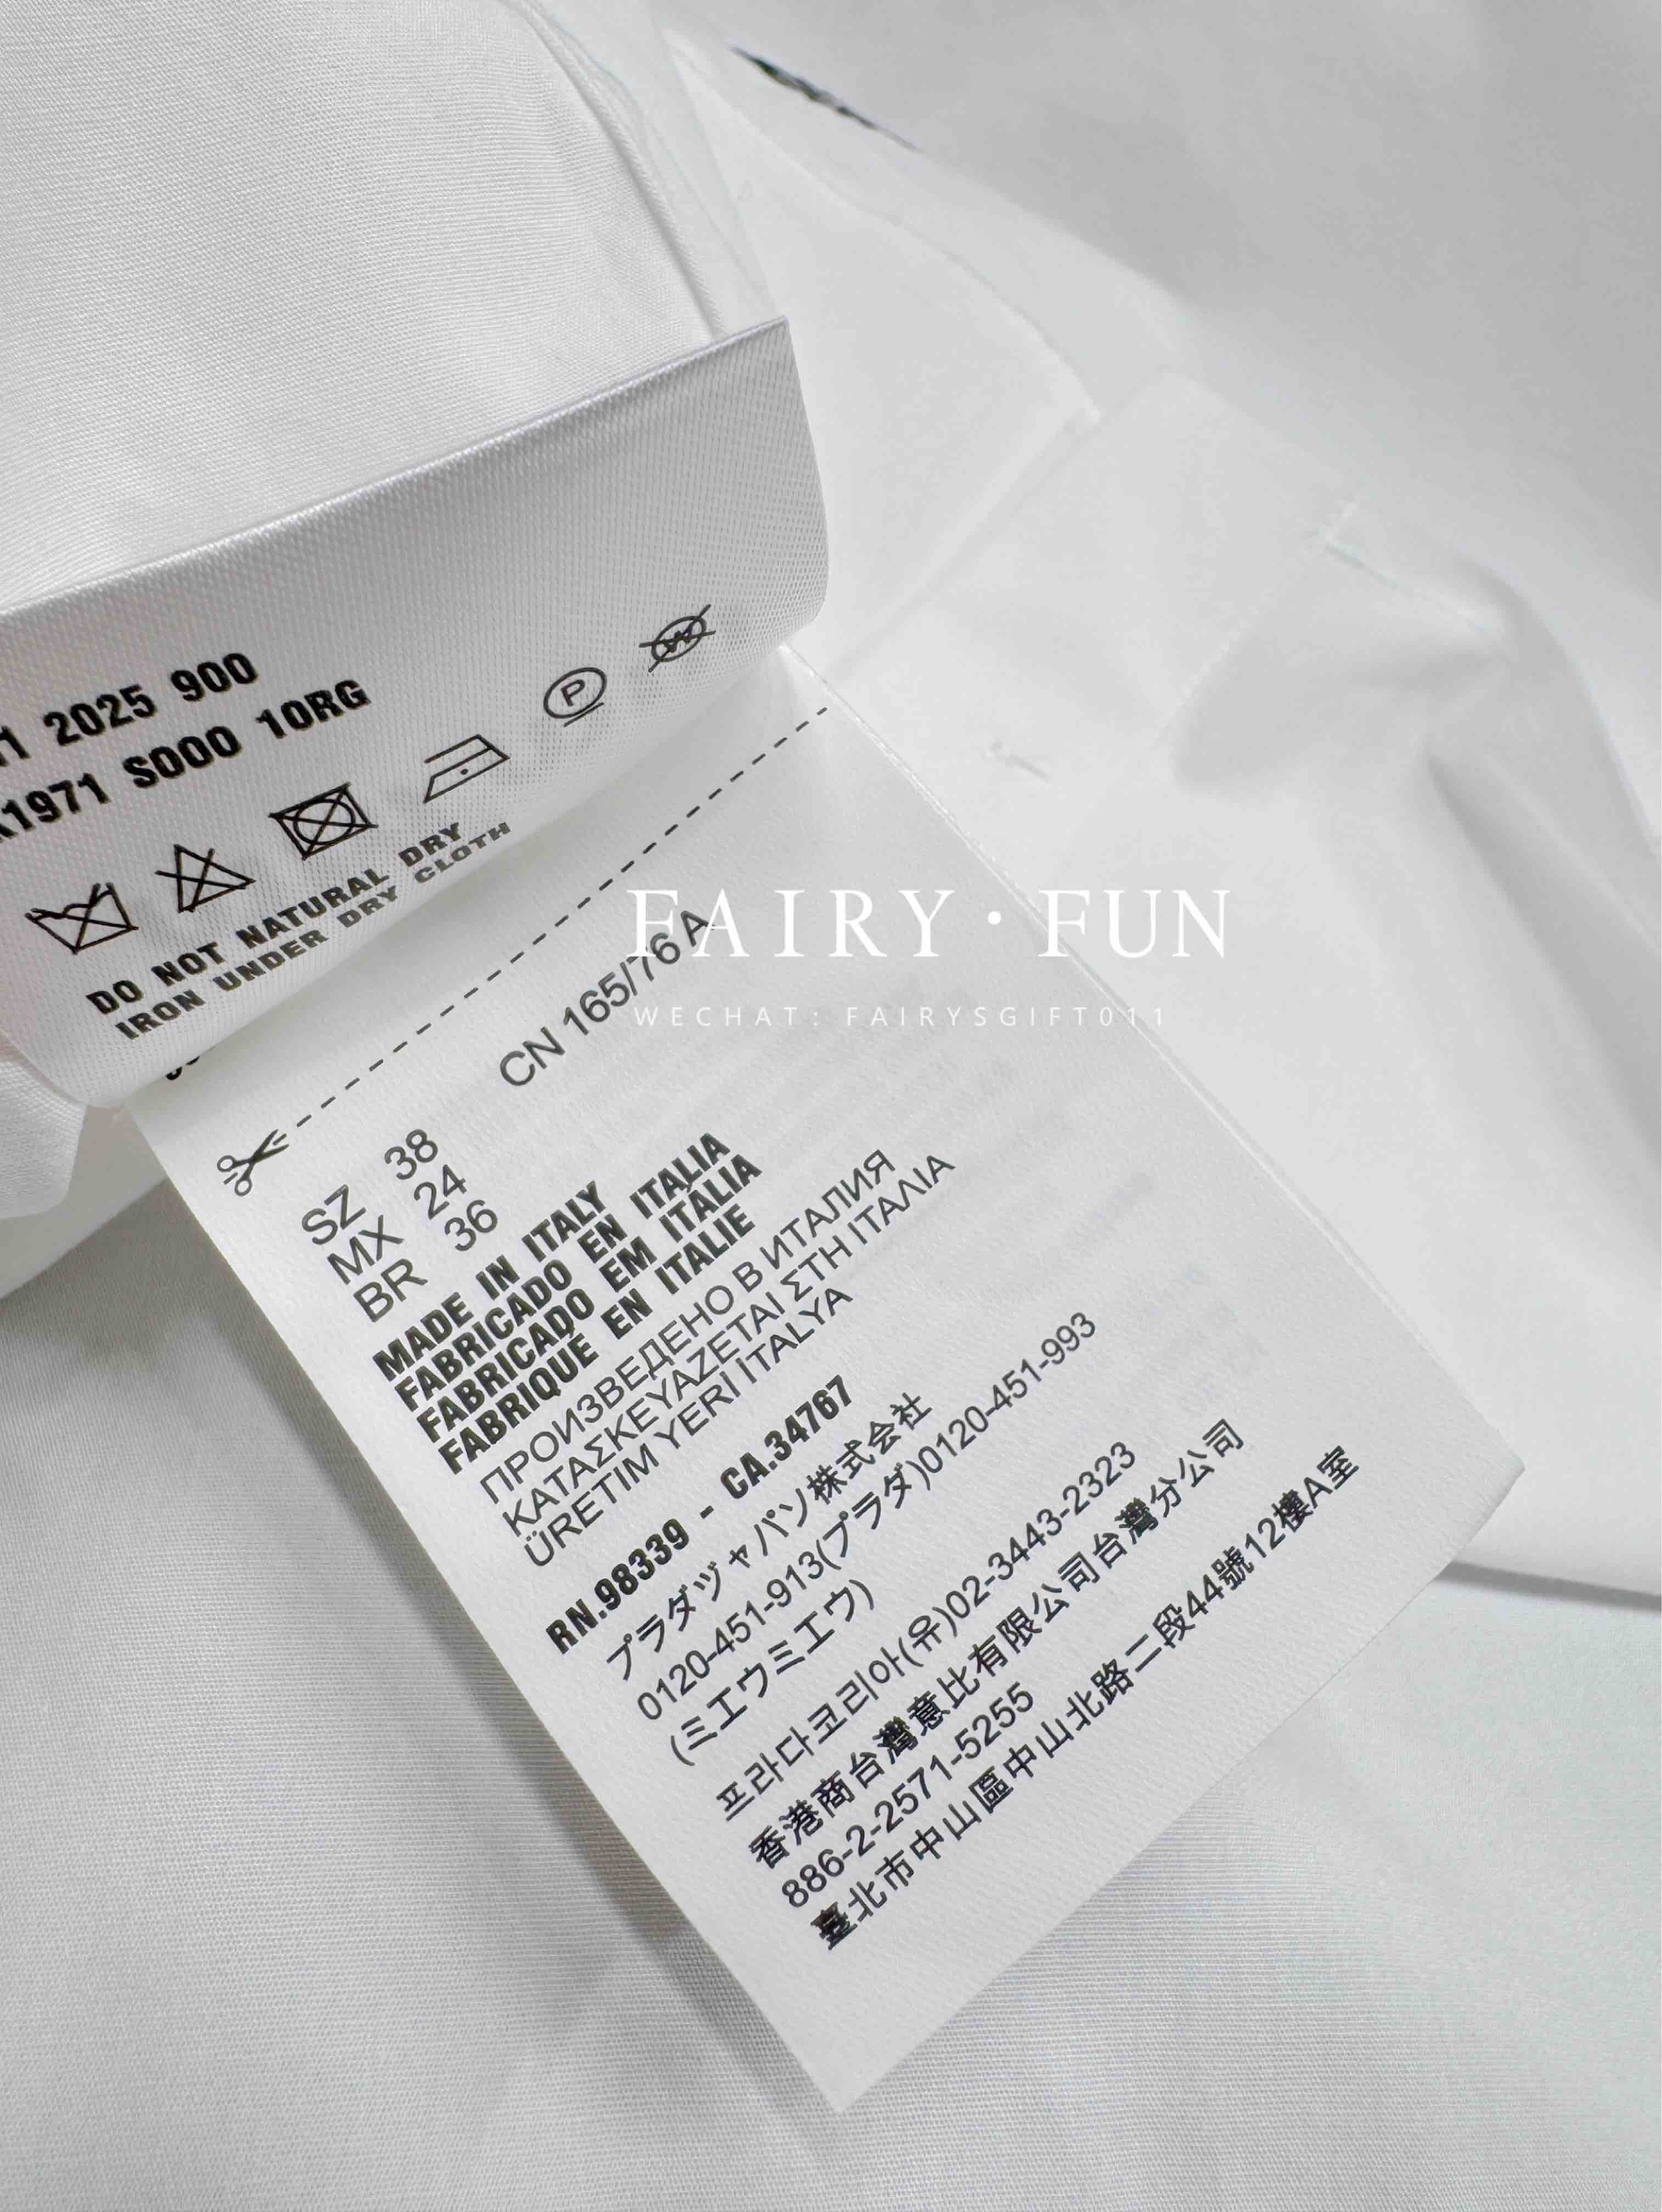 1 2025 900
1971 S000 10RG
P
W
DO NOT NATURAL DRY
IRON UNDER DRY CLOTH
FAIRY·FUN
WECHAT: FAIRYSGIFT011
CN 165/76 A
SZ 38
MX 24
BR 36
MADE IN ITALY
FABRICADO EN ITALIA
FABRICADO EM ITÁLIA
FABRIQUÉ EN ITALIE
ПРОИЗВЕДЕНО В ИТАЛИЯ
ΚΑΤΑΣΚΕΥΑΖΕΤΑΙ ΣΤΗ ΙΤΑΛΙΑ
ÜRETIM YERI İTALYA
RN.98339 - CA.34767
プラダヅャパソ株式会社
0120-451-913(プラダ)0120-451-993
(ミエウミエウ)
프라다코리아(유)02-3443-2323
香港商台灣意比有限公司台灣分公司
886-2-2571-5255
臺北市中山區中山北路二段44號12樓A室